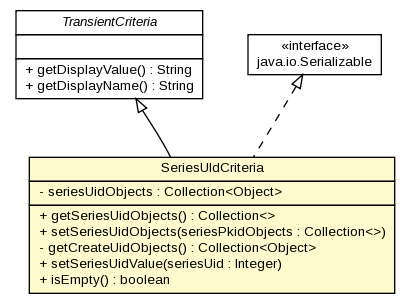 TransientCriteria
+ getDisplayValue() : String
+ getDisplayName() : String
«interface»
java.io.Serializable
SeriesUIdCriteria
- seriesUidObjects : Collection<Object>
+ getSeriesUidObjects() : Collection<>
+ setSeriesUidObjects(seriesPkidObjects : Collection<>)
- getCreateUidObjects() : Collection<Object>
+ setSeriesUidValue(seriesUid : Integer)
+ isEmpty() : boolean